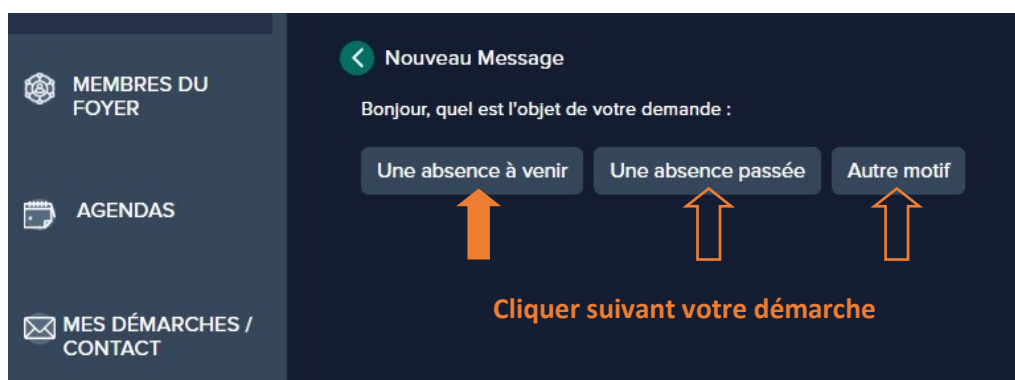 MEMBRES DU
FOYER
AGENDAS
MES DÉMARCHES /
CONTACT
Nouveau Message
Bonjour, quel est l'objet de votre demande :
Une absence à venir
Une absence passée
Autre motif
Cliquer suivant votre démarche